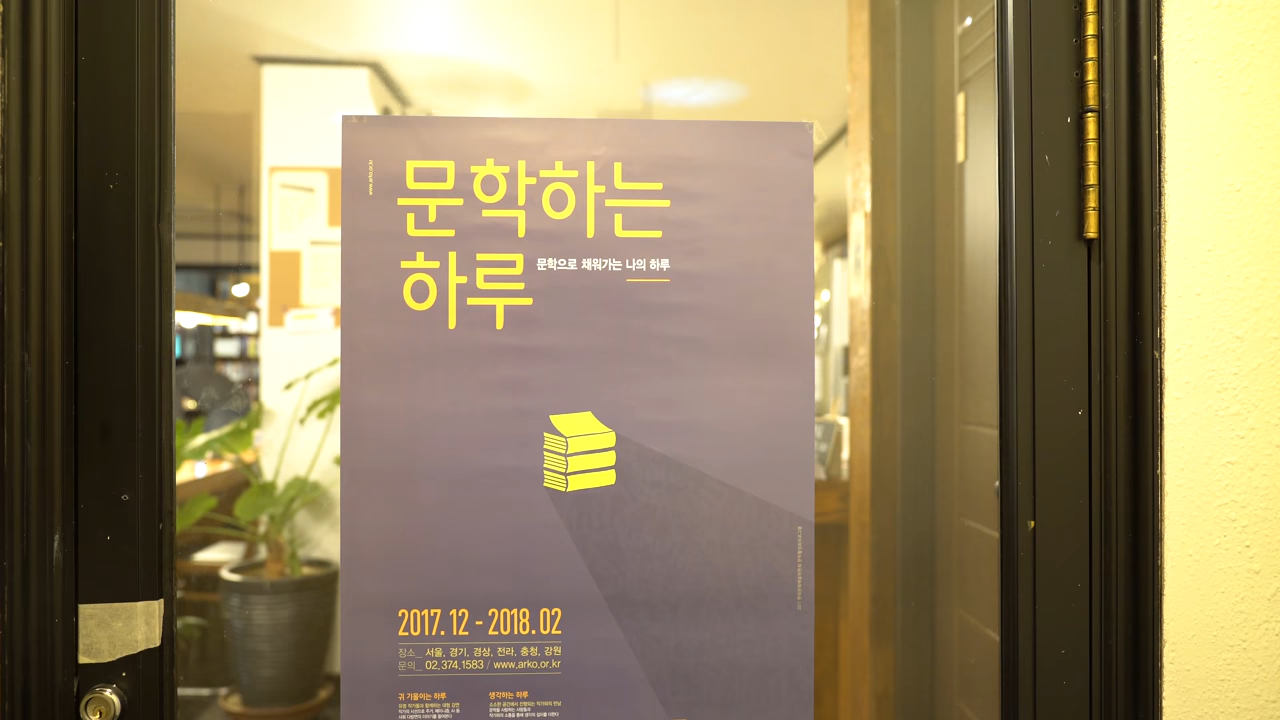 www.arko.or.kr
문학하는
하루
문학으로 채워가는 나의 하루
2017. 12 - 2018. 02
장소_ 서울, 경기, 경상, 전라, 충청, 강원
문의_ 02.374.1583 / www.arko.or.kr
귀 기울이는 하루
생각하는 하루